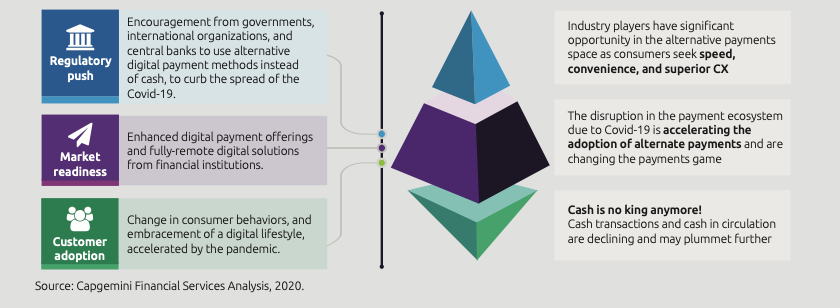 Regulatory
push
Encouragement from governments,
international organizations, and
central banks to use alternative
digital payment methods instead
of cash, to curb the spread of the
Covid-19.
Market
readiness
Enhanced digital payment offerings
and fully-remote digital solutions
from financial institutions.
Customer
adoption
Change in consumer behaviors, and
embracement of a digital lifestyle,
accelerated by the pandemic.
Industry players have significant
opportunity in the alternative payments
space as consumers seek speed,
convenience, and superior CX
The disruption in the payment ecosystem
due to Covid-19 is accelerating the
adoption of alternate payments and are
changing the payments game
Cash is no king anymore!
Cash transactions and cash in circulation
are declining and may plummet further
Source: Capgemini Financial Services Analysis, 2020.